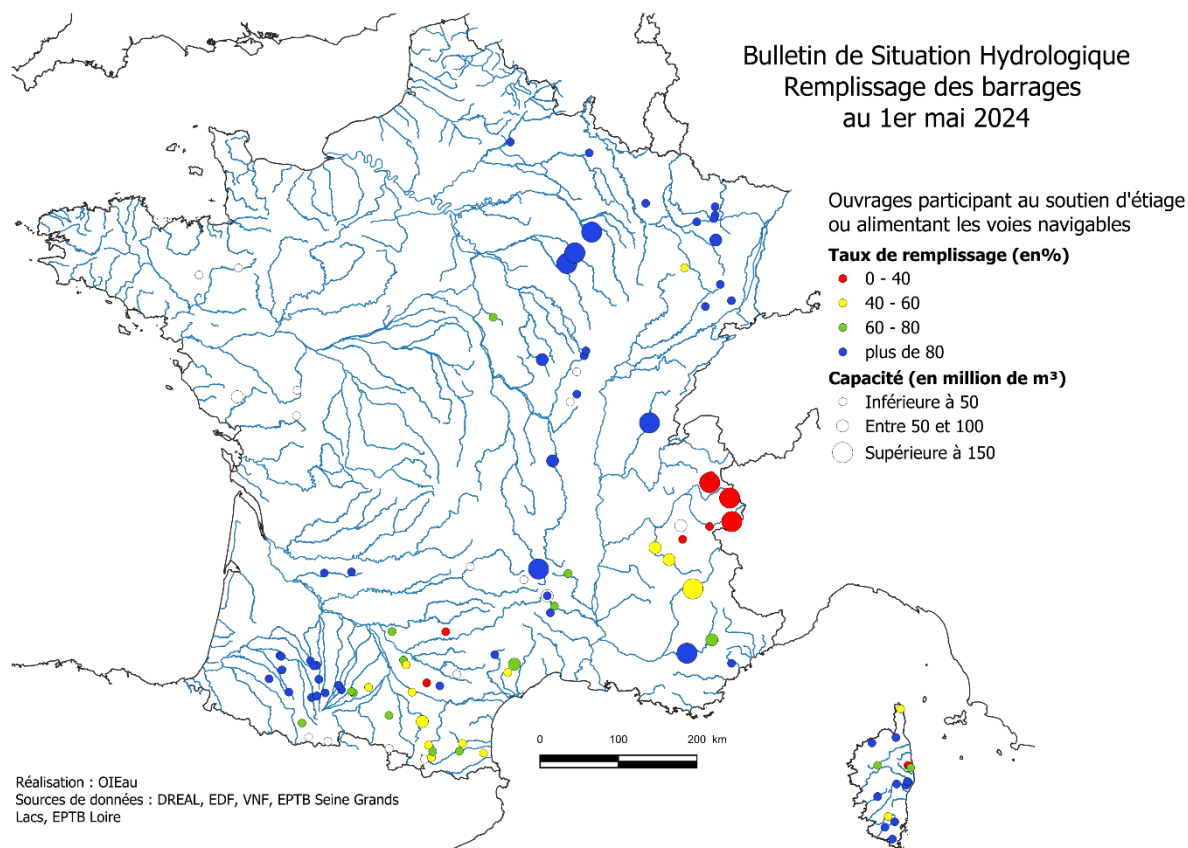 Bulletin de Situation Hydrologique
Remplissage des barrages
au 1er mai 2024
Ouvrages participant au soutien d'étiage
ou alimentant les voies navigables
Taux de remplissage (en%)
0 - 40
40 - 60
60 - 80
plus de 80
Capacité (en million de m³)
Inférieure à 50
Entre 50 et 100
Supérieure à 150
0 100 200 km
Réalisation : OIEau
Sources de données : DREAL, EDF, VNF, EPTB Seine Grands
Lacs, EPTB Loire